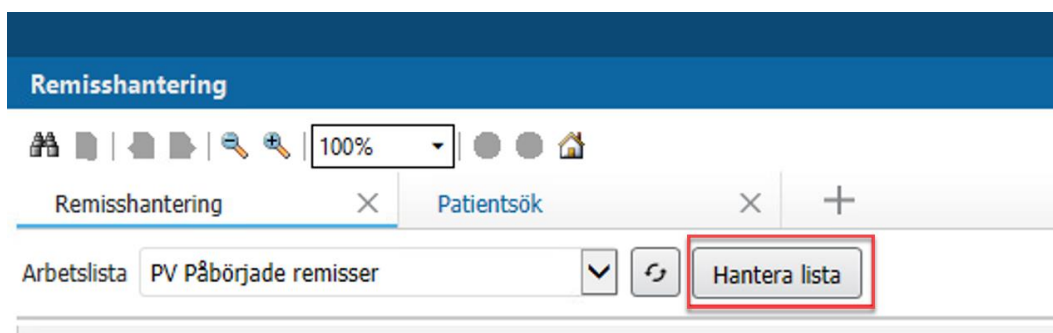 Remisshantering
100%
Remisshantering Patientsök
Arbetslista PV Påbörjade remisser Hantera lista